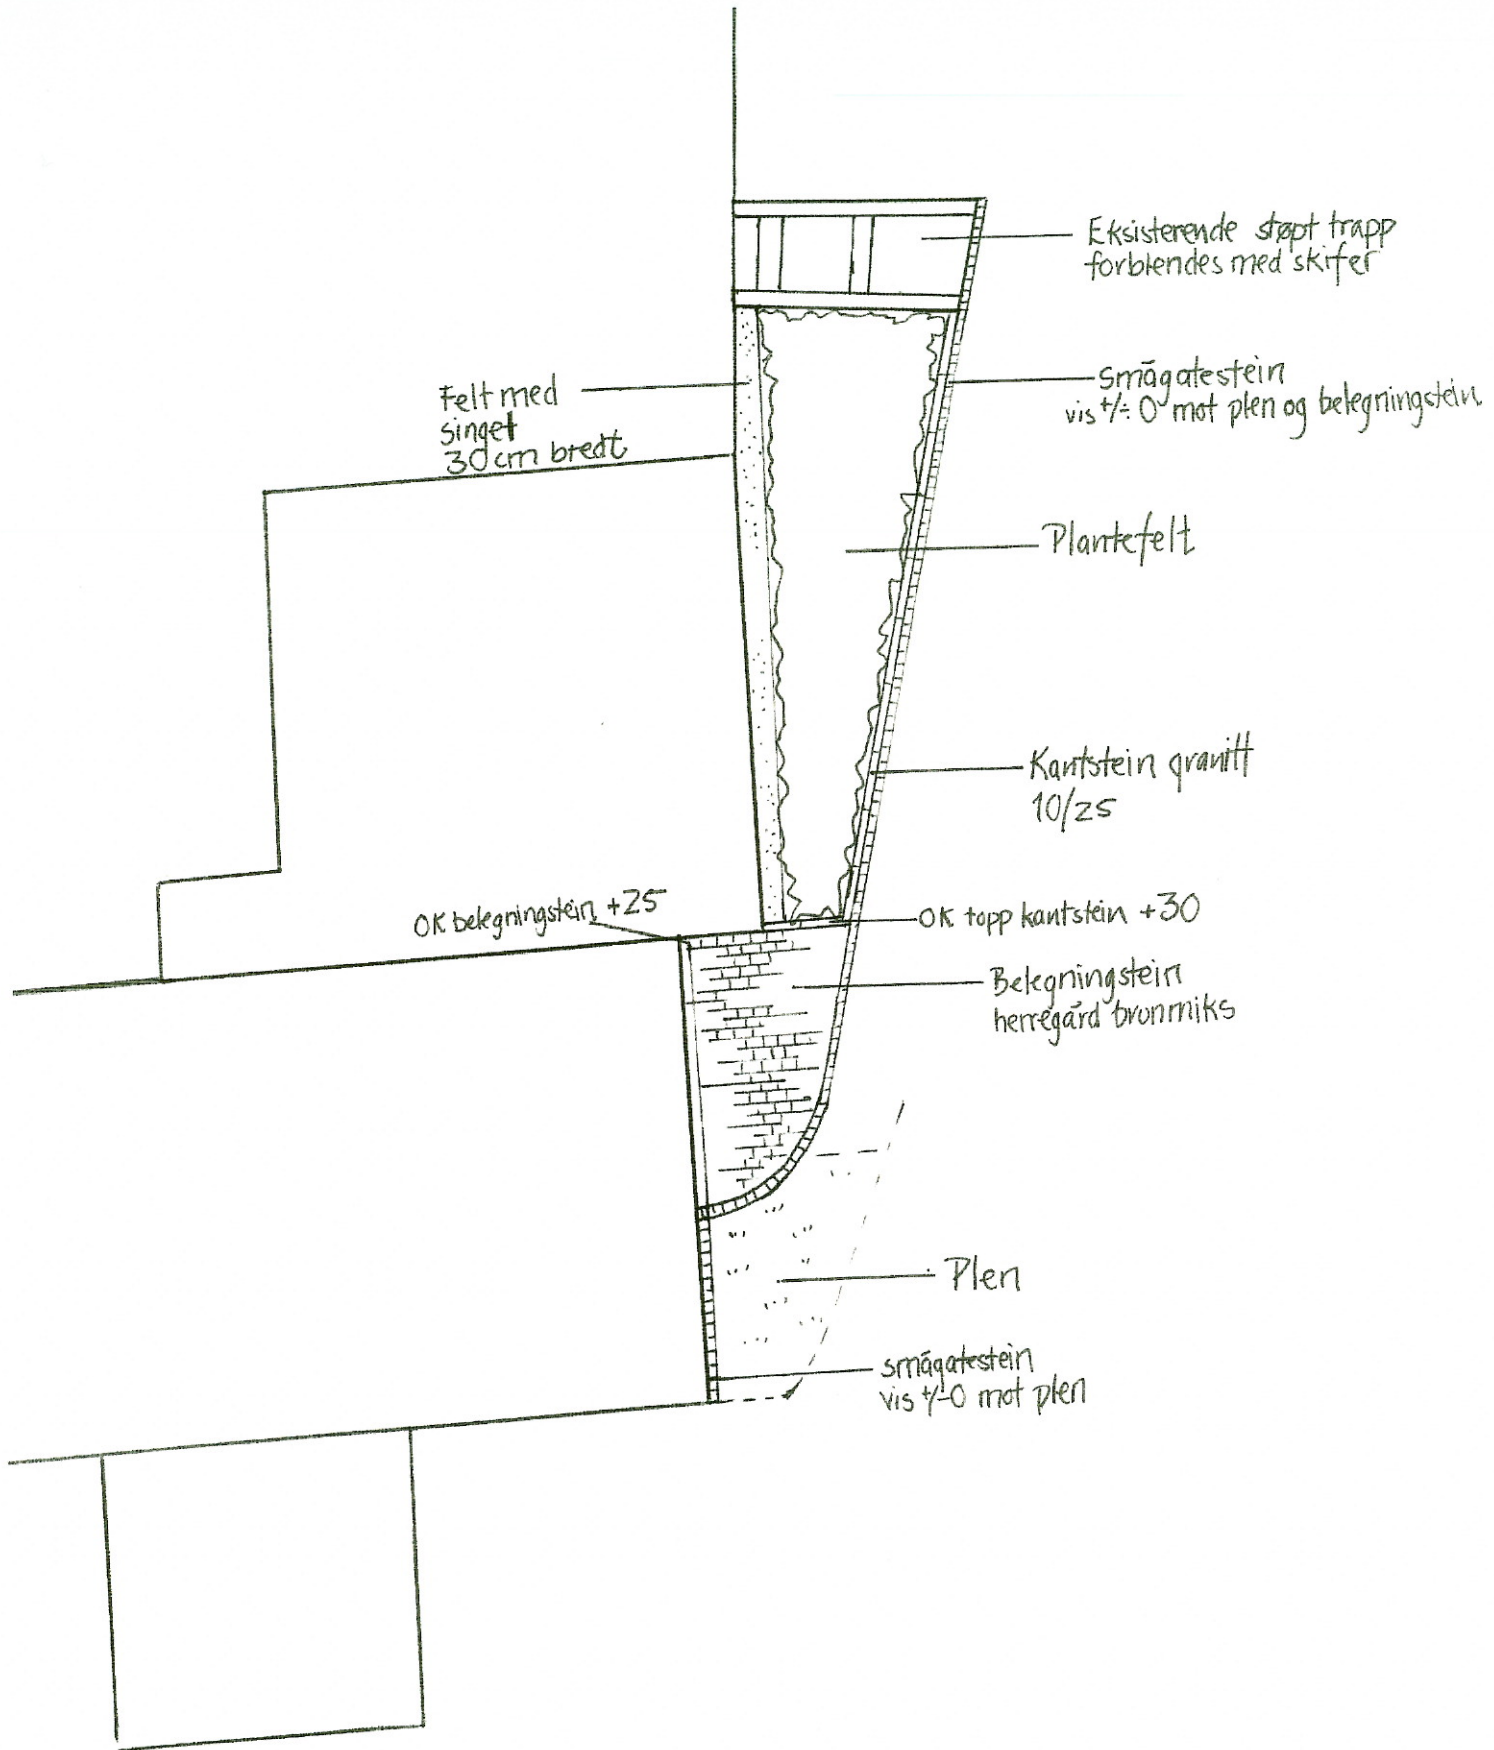 Eksisterende støpt trapp
forblendes med skifer
Smågatestein
vis +/÷ 0 mot plen og belegningstein.
Felt med
singel
30 cm bredt
Plantefelt
Kantstein granitt
10/25
OK belegningstein +25
OK topp kantstein +30
Belegningstein
herregård brunmiks
Plen
smågatestein
vis +/-0 mot plen